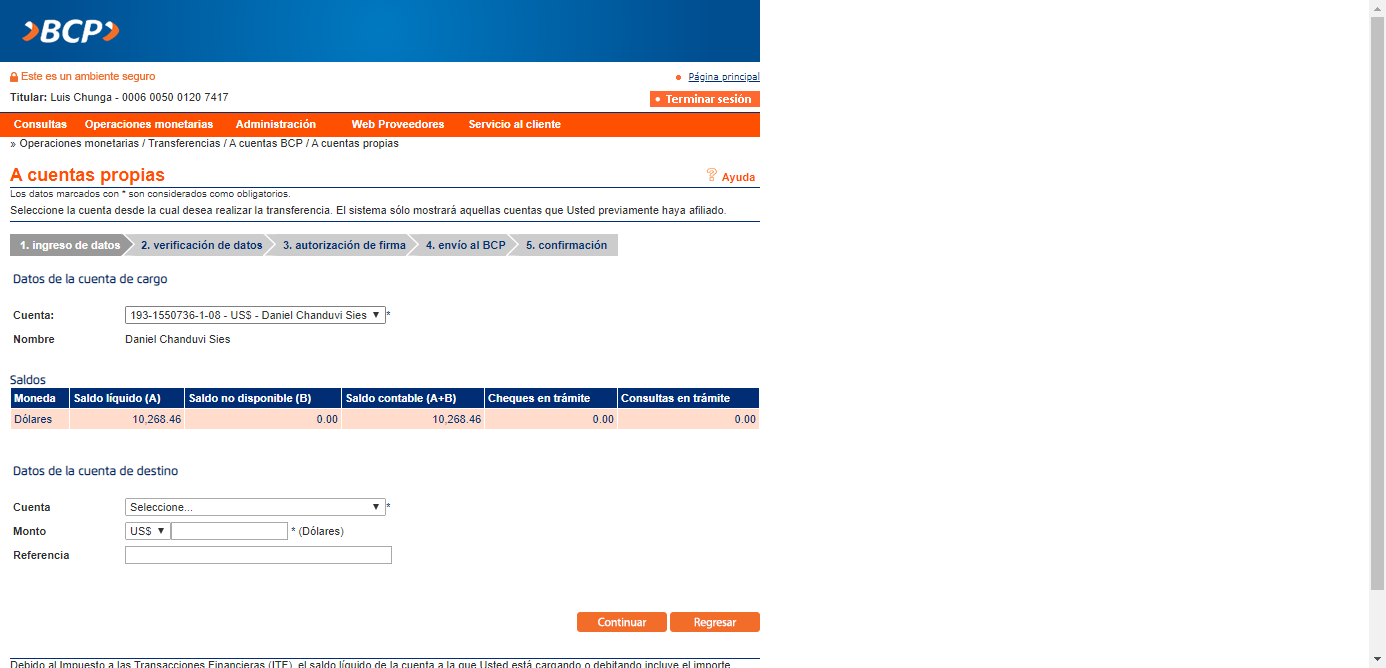 BCP
Este es un ambiente seguro
Página principal
Titular: Luis Chunga - 0006 0050 0120 7417
Terminar sesión
Consultas Operaciones monetarias Administración Web Proveedores Servicio al cliente
» Operaciones monetarias / Transferencias / A cuentas BCP / A cuentas propias
A cuentas propias
? Ayuda
Los datos marcados con * son considerados como obligatorios.
Seleccione la cuenta desde la cual desea realizar la transferencia. El sistema sólo mostrará aquellas cuentas que Usted previamente haya afiliado.
1. ingreso de datos 2. verificación de datos 3. autorización de firma 4. envío al BCP 5. confirmación
Datos de la cuenta de cargo
Cuenta: 193-1550736-1-08 - US$ - Daniel Chanduvi Sies ▼ *
Nombre Daniel Chanduvi Sies
Saldos
Moneda Saldo líquido (A) Saldo no disponible (B) Saldo contable (A+B) Cheques en trámite Consultas en trámite
Dólares 10,268.46 0.00 10,268.46 0.00 0.00
Datos de la cuenta de destino
Cuenta Seleccione... ▼ *
Monto US$ ▼ * (Dólares)
Referencia
Continuar Regresar
Debido al Impuesto a las Transacciones Financieras (ITF), el saldo líquido de la cuenta a la que Usted está cargando o debitando incluye el importe